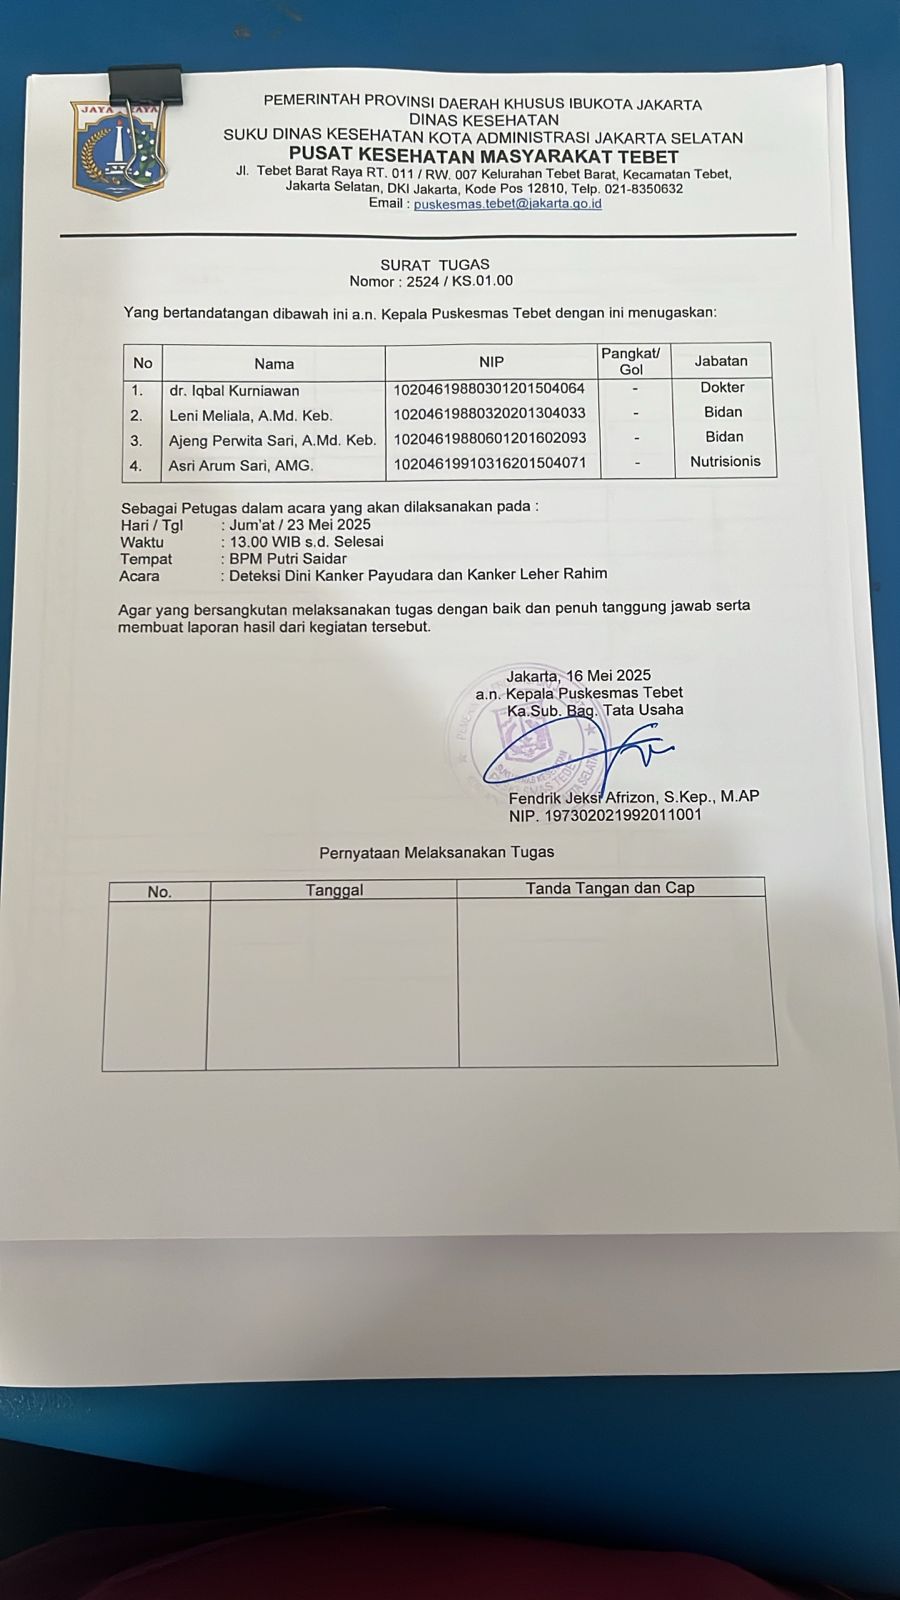 JAYA RAYA
PEMERINTAH PROVINSI DAERAH KHUSUS IBUKOTA JAKARTA
DINAS KESEHATAN
SUKU DINAS KESEHATAN KOTA ADMINISTRASI JAKARTA SELATAN
PUSAT KESEHATAN MASYARAKAT TEBET
Jl. Tebet Barat Raya RT. 011 / RW. 007 Kelurahan Tebet Barat, Kecamatan Tebet,
Jakarta Selatan, DKI Jakarta, Kode Pos 12810, Telp. 021-8350632
Email : puskesmas.tebet@jakarta.go.id
SURAT TUGAS
Nomor : 2524 / KS.01.00
Yang bertandatangan dibawah ini a.n. Kepala Puskesmas Tebet dengan ini menugaskan:
No Nama NIP Pangkat/ Gol Jabatan
1. dr. Iqbal Kurniawan 10204619880301201504064 - Dokter
2. Leni Meliala, A.Md. Keb. 10204619880320201304033 - Bidan
3. Ajeng Perwita Sari, A.Md. Keb. 10204619880601201602093 - Bidan
4. Asri Arum Sari, AMG. 10204619910316201504071 - Nutrisionis
Sebagai Petugas dalam acara yang akan dilaksanakan pada :
Hari / Tgl : Jum'at / 23 Mei 2025
Waktu : 13.00 WIB s.d. Selesai
Tempat : BPM Putri Saidar
Acara : Deteksi Dini Kanker Payudara dan Kanker Leher Rahim
Agar yang bersangkutan melaksanakan tugas dengan baik dan penuh tanggung jawab serta
membuat laporan hasil dari kegiatan tersebut.
Jakarta, 16 Mei 2025
a.n. Kepala Puskesmas Tebet
Ka.Sub. Bag. Tata Usaha
Fendrik Jeksi Afrizon, S.Kep., M.AP
NIP. 197302021992011001
Pernyataan Melaksanakan Tugas
No. Tanggal Tanda Tangan dan Cap